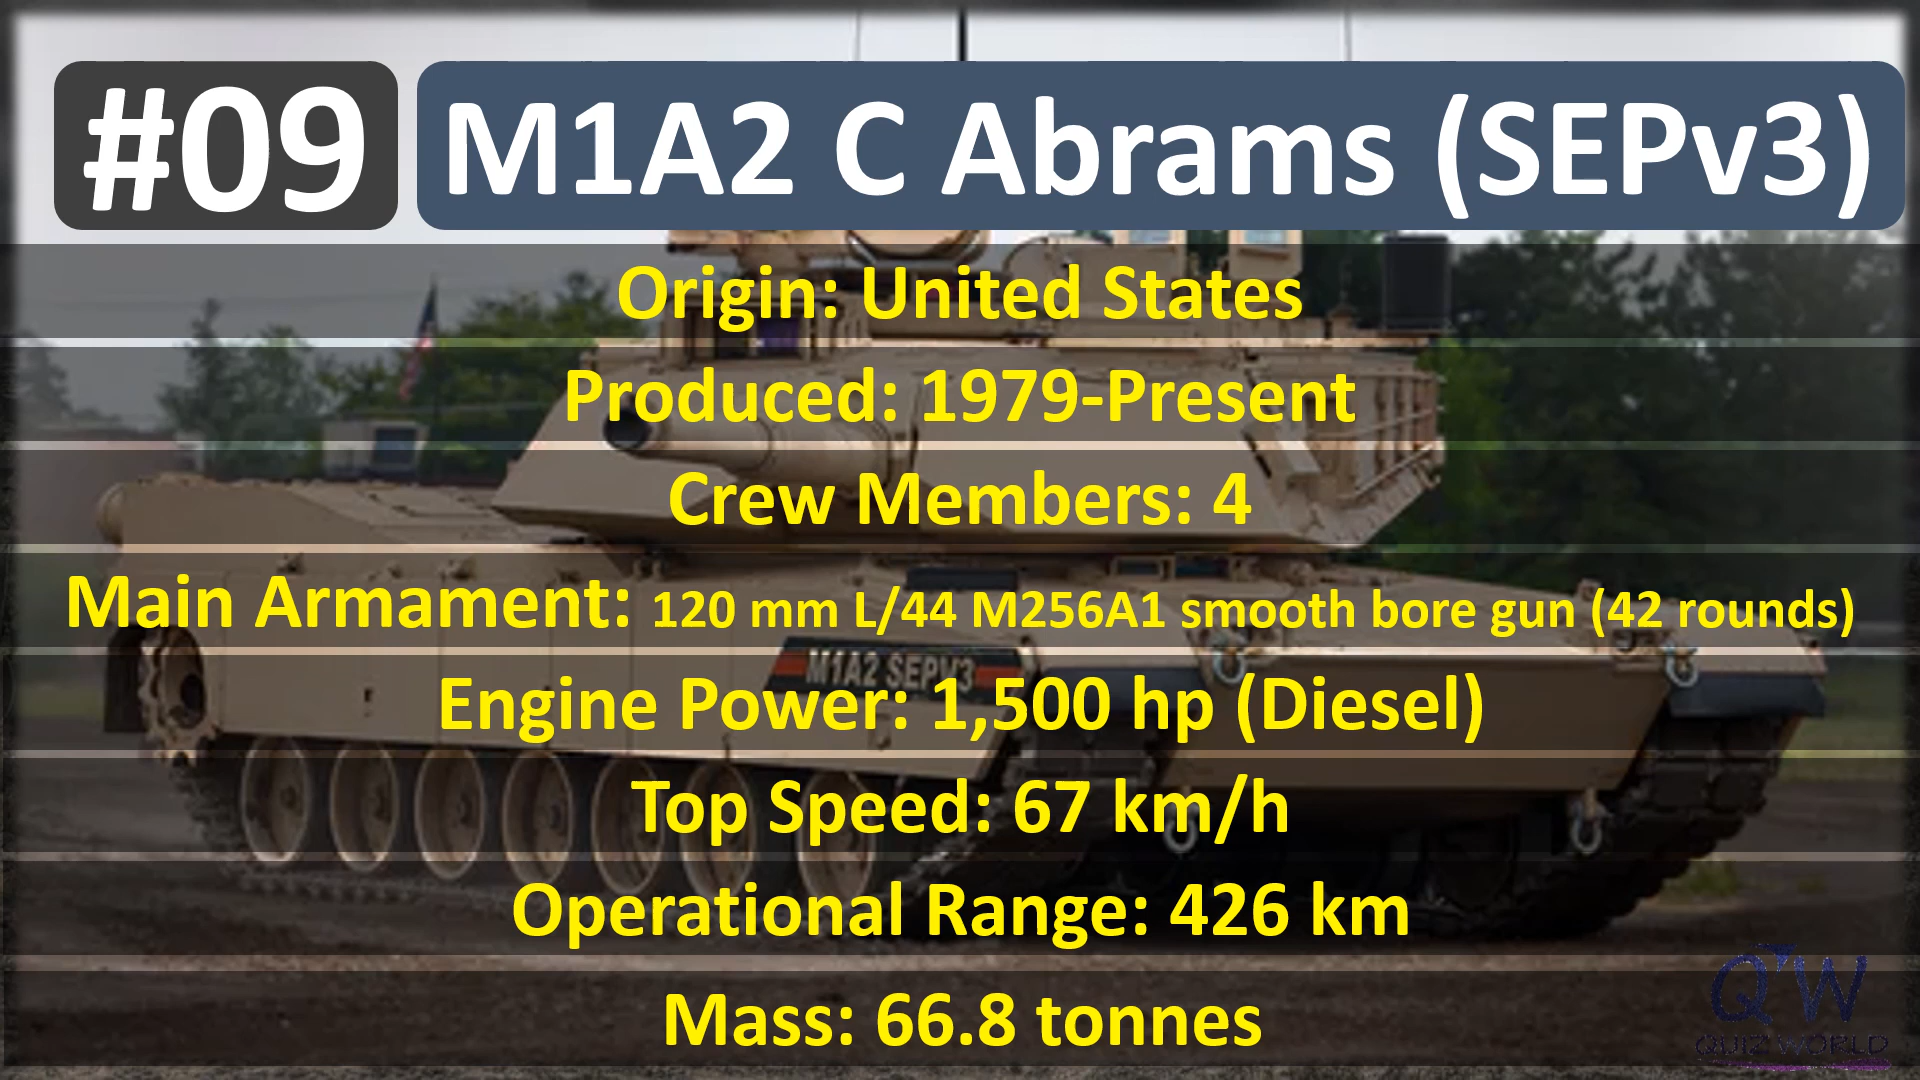 #09 M1A2 C Abrams (SEPv3)
Origin: United States
Produced: 1979-Present
Crew Members: 4
Main Armament: 120 mm L/44 M256A1 smooth bore gun (42 rounds)
M1A2 SEPV3
Engine Power: 1,500 hp (Diesel)
Top Speed: 67 km/h
Operational Range: 426 km
Mass: 66.8 tonnes
QW
QUIZ WORLD